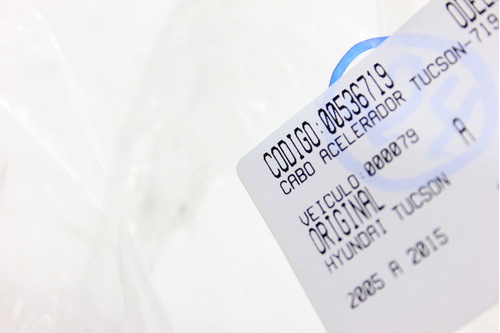 CODIGO:00536719
CABO ACELERADOR TUCSON-719
VEICULO:000079 A
ORIGINAL
HYUNDAI TUCSON
2005 A 2015